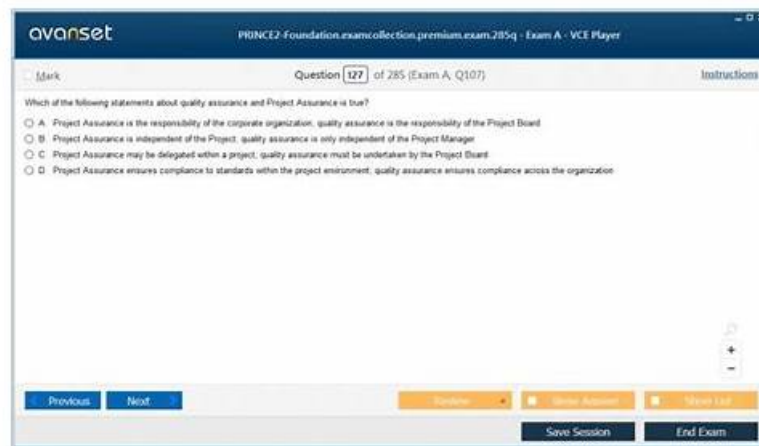 avanset
PRINCE2-Foundation.examcollection.premium.exam.285q - Exam A - VCE Player
Mark
Question 127 of 285 (Exam A, Q107)
Instructions
Which of the following statements about quality assurance and Project Assurance is true?
A Project Assurance is the responsibility of the corporate organization, quality assurance is the responsibility of the Project Board
B Project Assurance is independent of the Project, quality assurance is only independent of the Project Manager
C Project Assurance may be delegated within a project, quality assurance must be undertaken by the Project Board
D Project Assurance ensures compliance to standards within the project environment, quality assurance ensures compliance across the organization
Previous
Next
Review
Show Answer
Show List
Save Session
End Exam